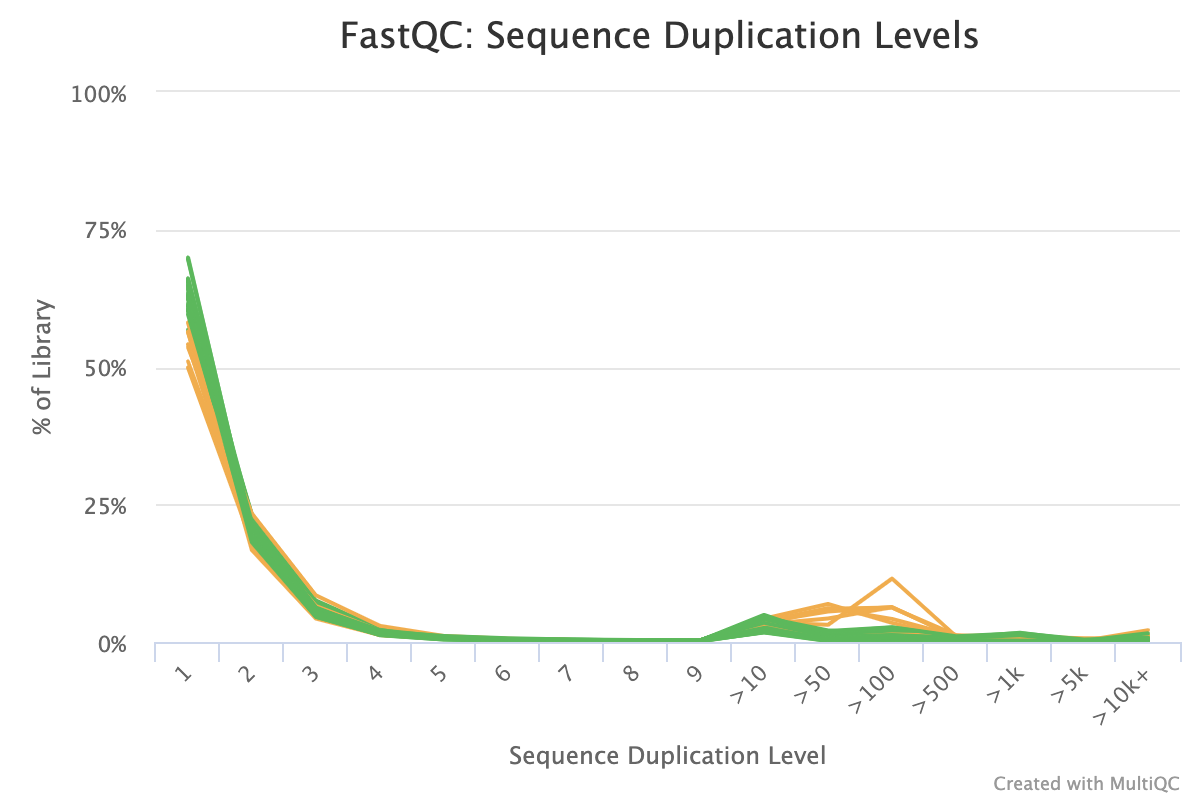 FastQC: Sequence Duplication Levels
100%
75%
50%
25%
0%
% of Library
1
2
3
4
5
6
7
8
9
>10
>50
>100
>500
>1k
>5k
>10k+
Sequence Duplication Level
Created with MultiQC